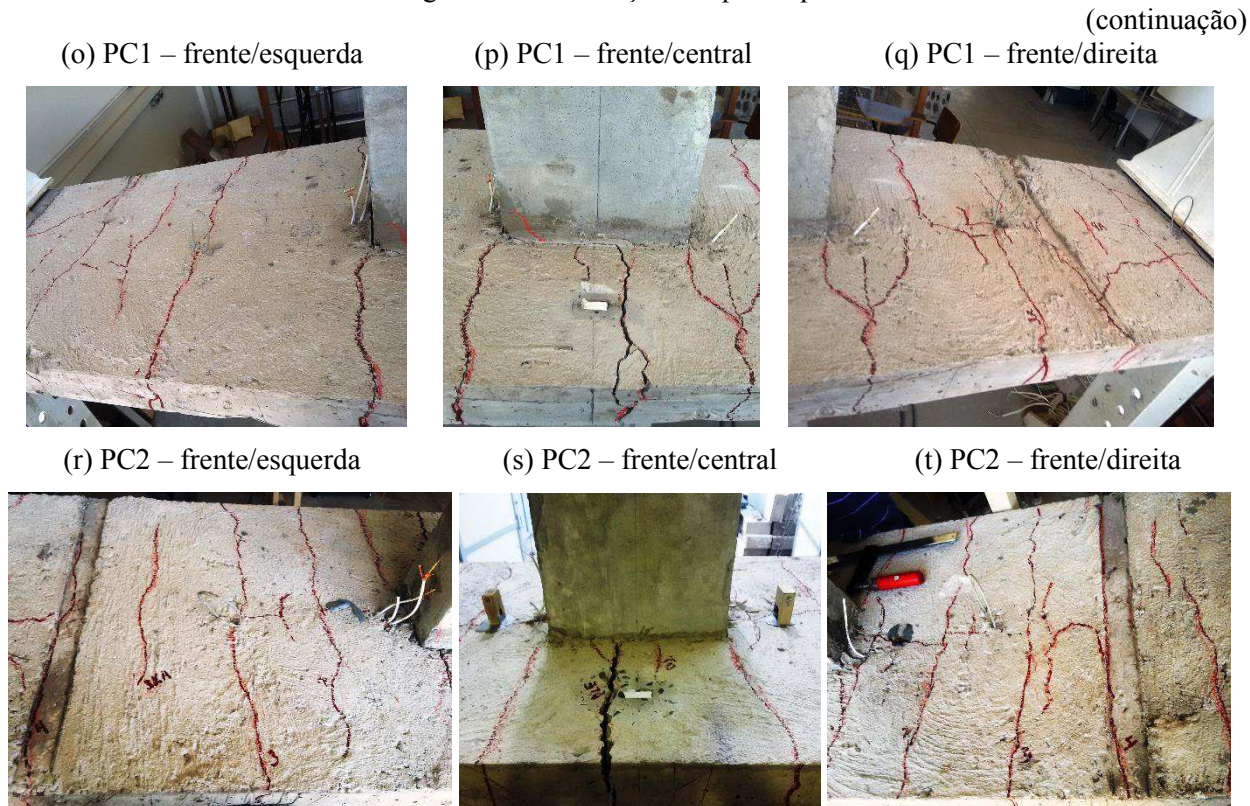 (continuação)
(o) PC1 – frente/esquerda
(p) PC1 – frente/central
(q) PC1 – frente/direita
(r) PC2 – frente/esquerda
(s) PC2 – frente/central
(t) PC2 – frente/direita